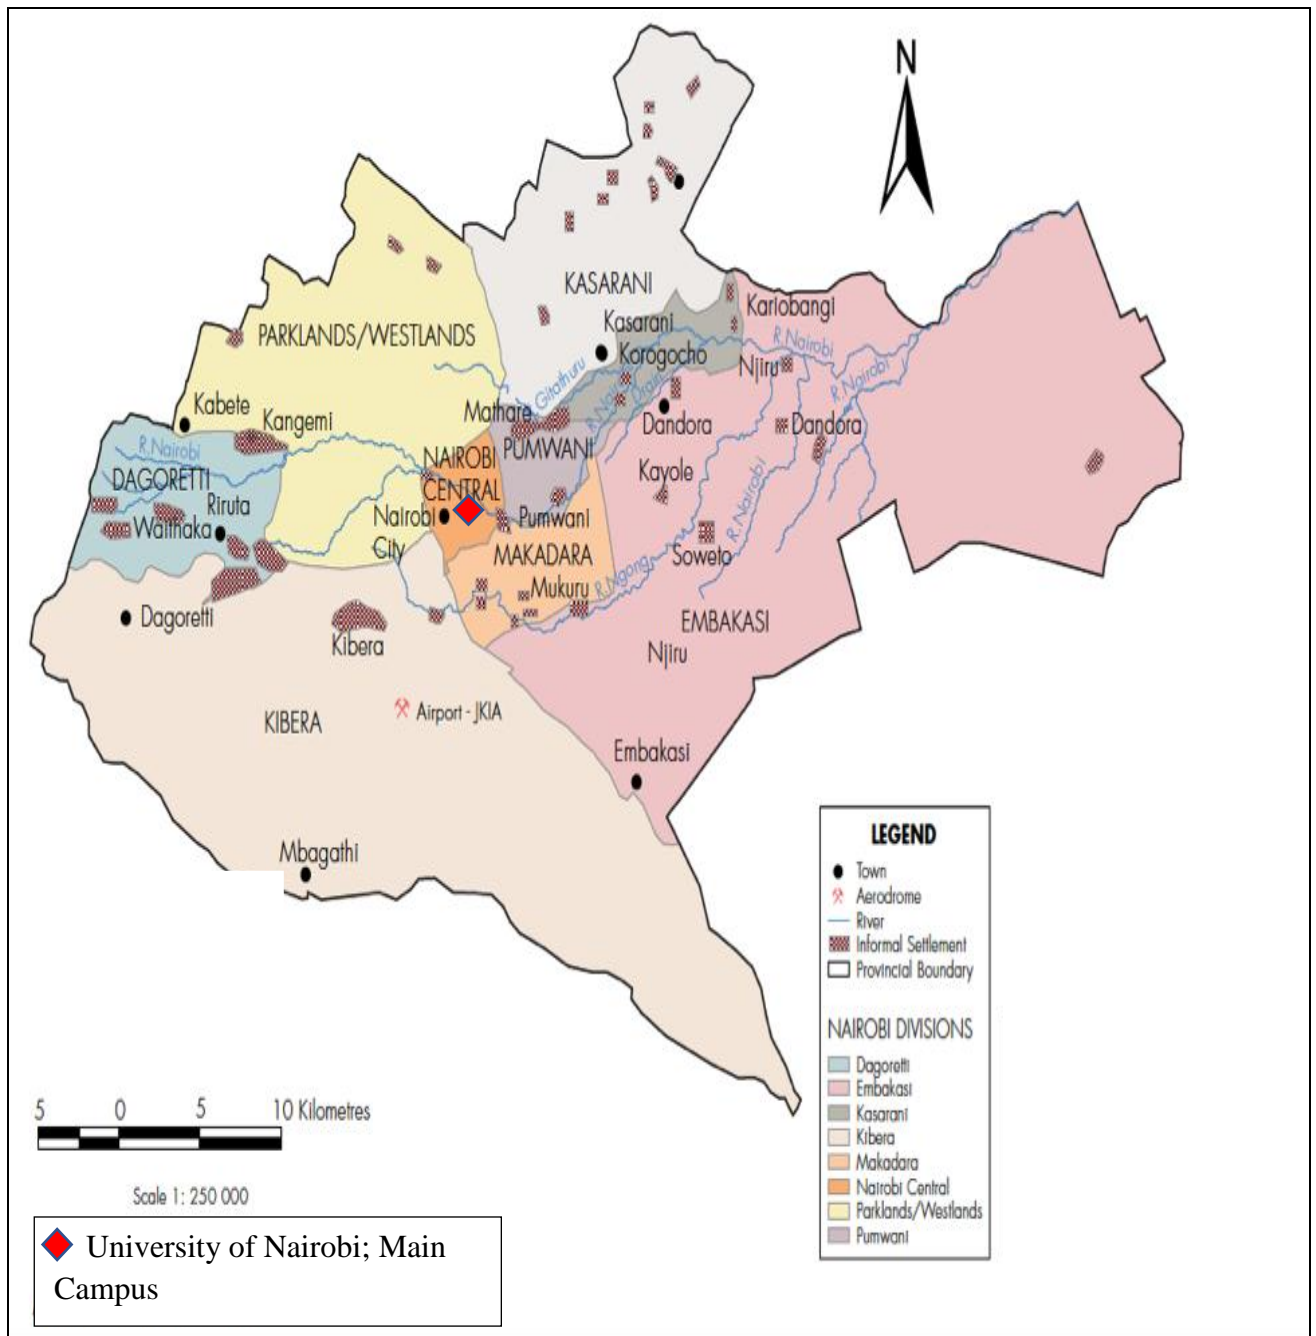 N
KASARANI
Kasarani
Kariobangi
PARKLANDS/WESTLANDS
Korogocho
R.Nairobi
Njiru
R.Nairobi
Gitathuru
R.Nairobi
Drain
Kabete
Kangemi
Mathare
Dandora
Dandora
R.Nairobi
NAIROBI
CENTRAL
PUMWANI
Kayole
DAGORETTI
Riruta
Waithaka
Nairobi
City
Pumwani
R.Nairobi
MAKADARA
Soweto
Mukuru
R.Ngong
EMBAKASI
Dagoretti
Kibera
Njiru
KIBERA
Airport - JKIA
Embakasi
Mbagathi
LEGEND
Town
Aerodrome
River
Informal Settlement
Provincial Boundary
NAIROBI DIVISIONS
Dagoretti
Embakasi
Kasarani
Kibera
Makadara
Nairobi Central
Parklands/Westlands
Pumwani
5 0 5 10 Kilometres
Scale 1: 250 000
University of Nairobi; Main
Campus